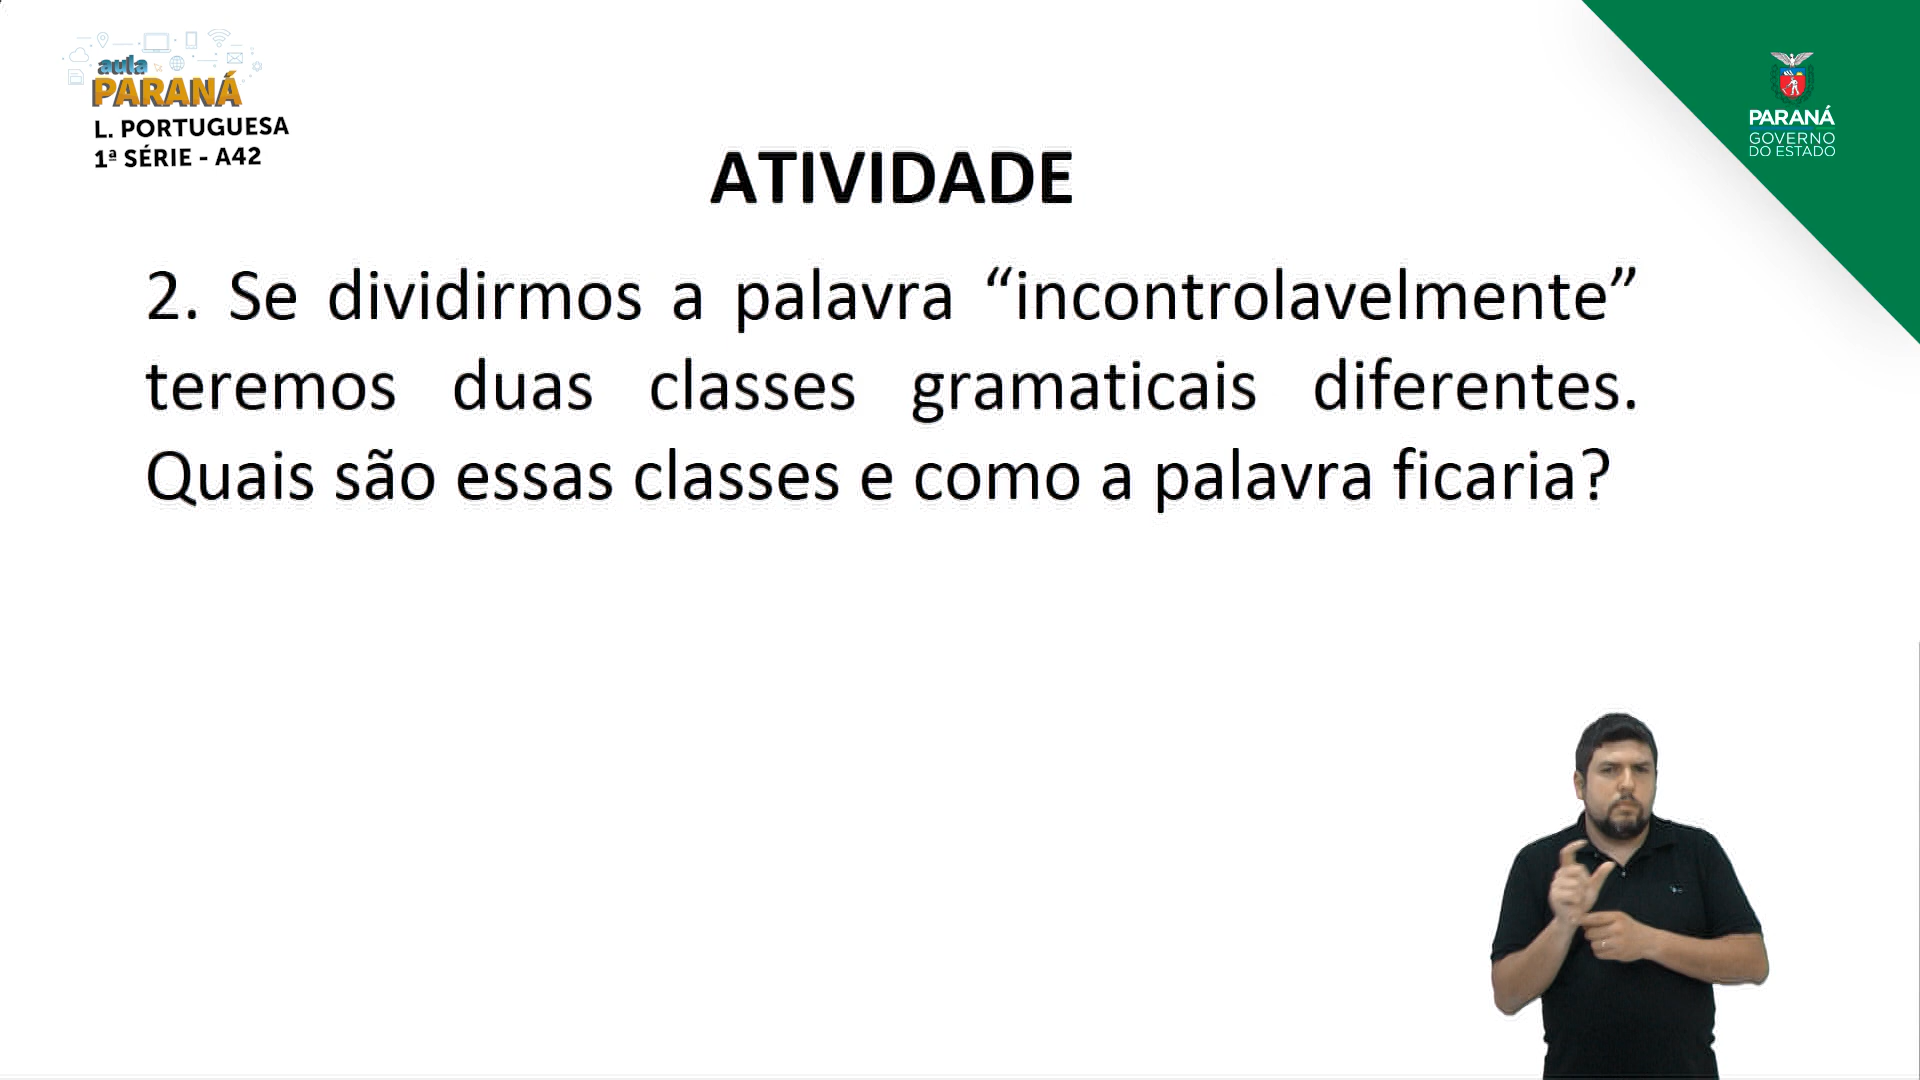 aula
PARANÁ
L. PORTUGUESA
1ª SÉRIE - A42
PARANÁ
GOVERNO
DO ESTADO
ATIVIDADE
2. Se dividirmos a palavra “incontrolavelmente”
teremos duas classes gramaticais diferentes.
Quais são essas classes e como a palavra ficaria?